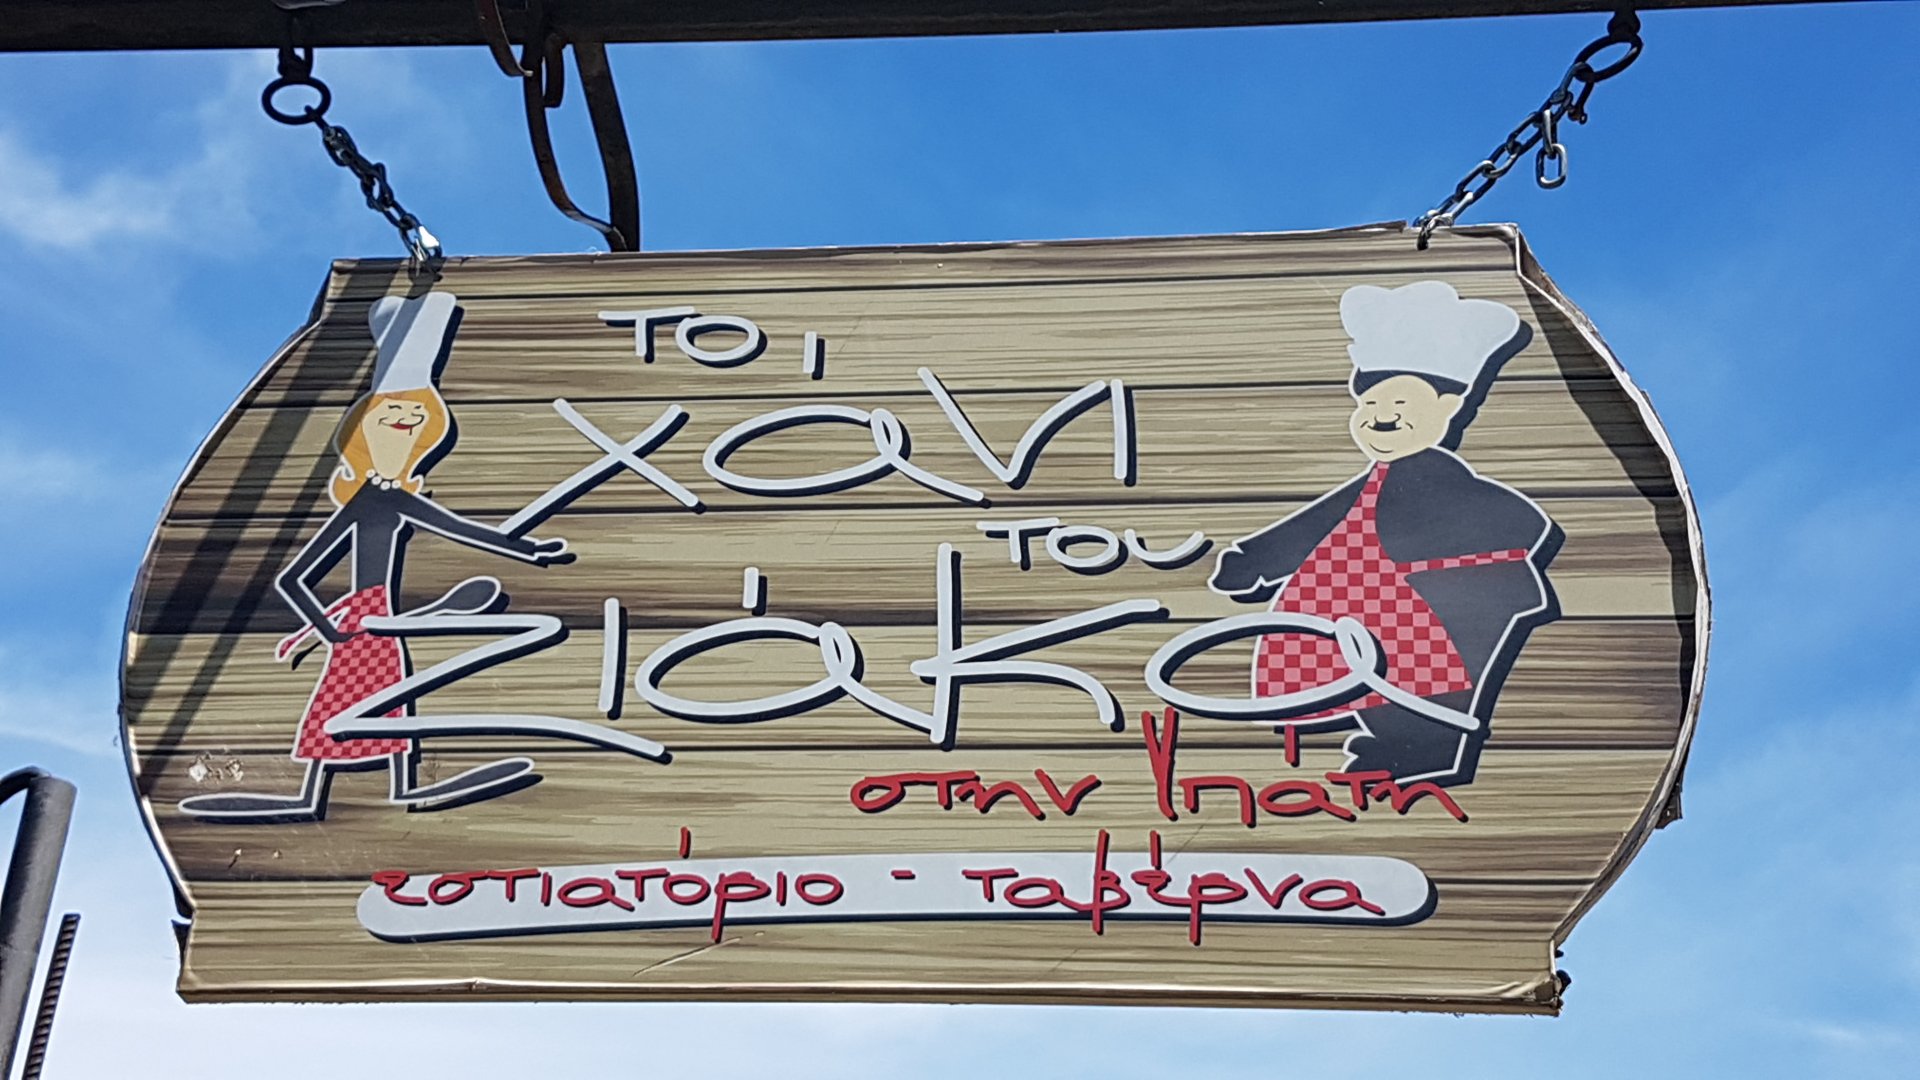 το
χάνι
του
Ζιάκα
στην Υπάτη
εστιατόριο - ταβέρνα